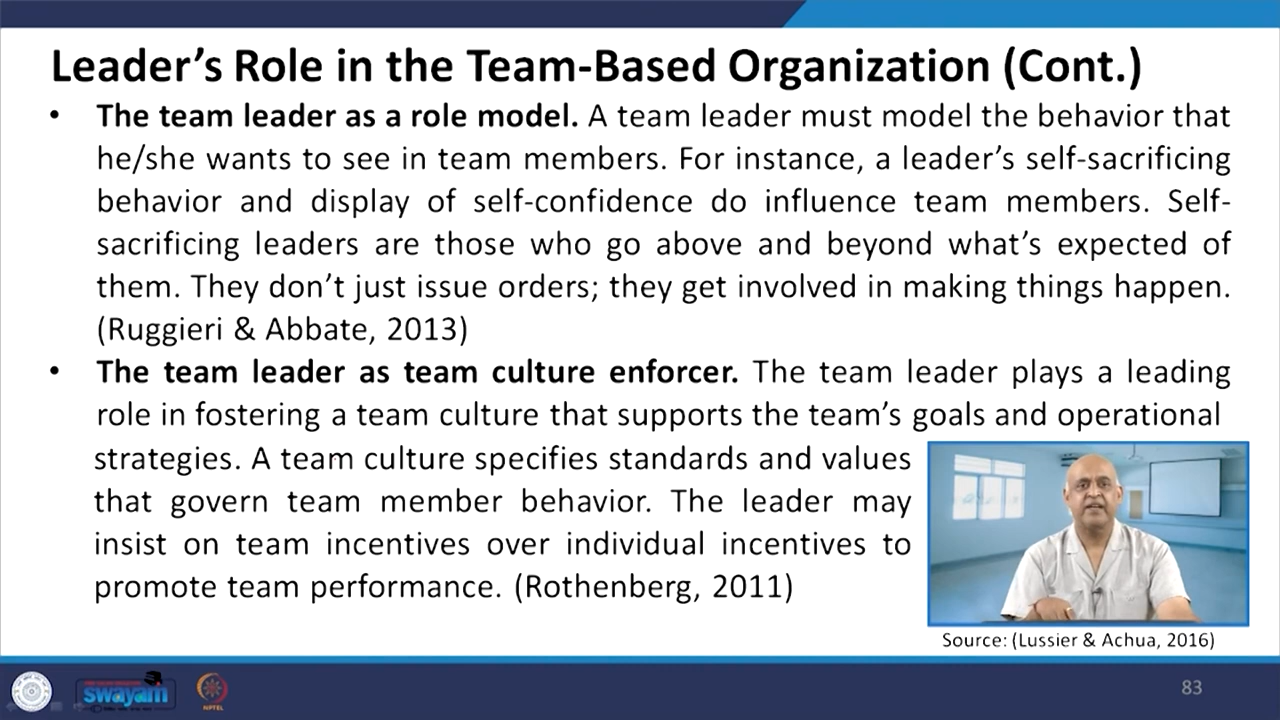 Leader’s Role in the Team-Based Organization (Cont.)
• The team leader as a role model. A team leader must model the behavior that
he/she wants to see in team members. For instance, a leader’s self-sacrificing
behavior and display of self-confidence do influence team members. Self-
sacrificing leaders are those who go above and beyond what’s expected of
them. They don’t just issue orders; they get involved in making things happen.
(Ruggieri & Abbate, 2013)
• The team leader as team culture enforcer. The team leader plays a leading
role in fostering a team culture that supports the team’s goals and operational
strategies. A team culture specifies standards and values
that govern team member behavior. The leader may
insist on team incentives over individual incentives to
promote team performance. (Rothenberg, 2011)
Source: (Lussier & Achua, 2016)
swayam
NPTEL
83